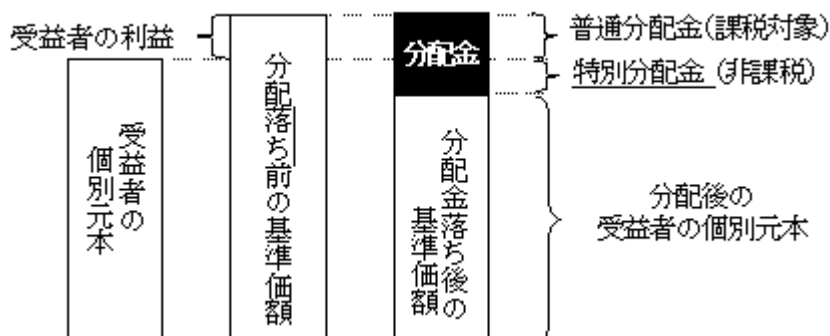 受益者の利益
受益者の
個別元本
分配落ち前の基準価額
分配金
分配金落ち後の
基準価額
普通分配金(課税対象)
特別分配金 (非課税)
分配後の
受益者の個別元本